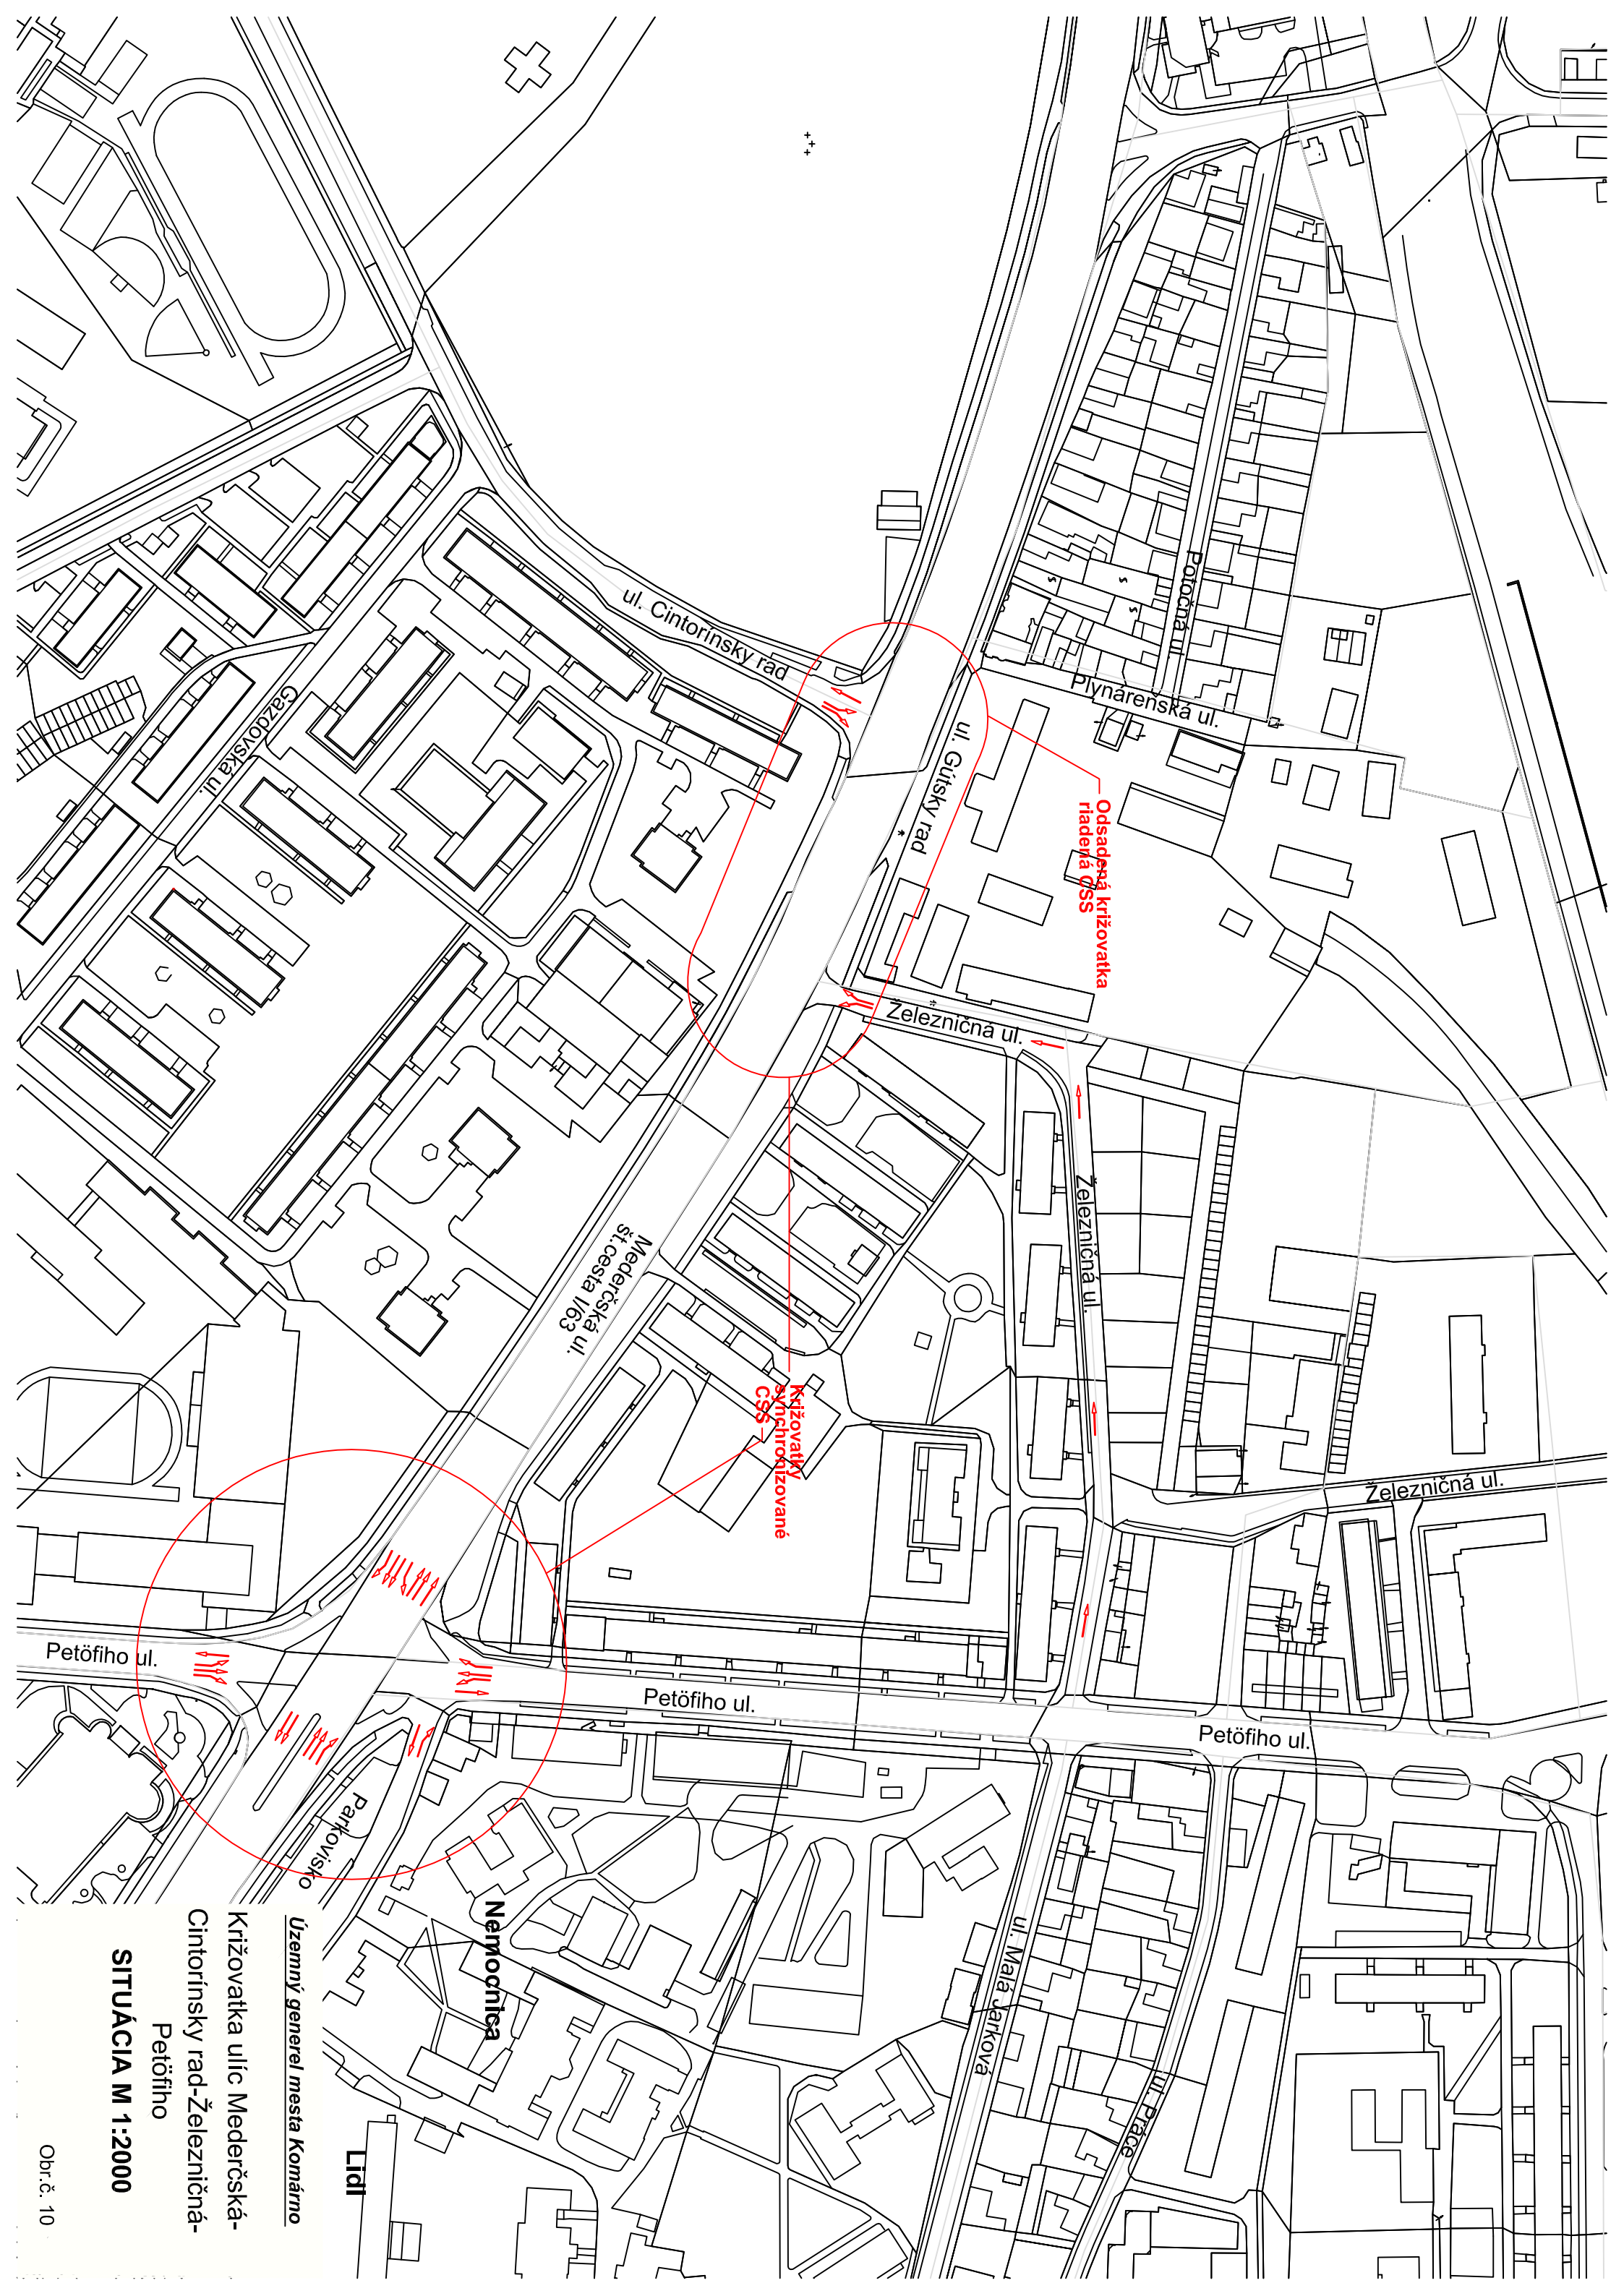 ul. Cintorínsky rad
Potočná ul.
Plynáreňská ul.
ul. Gútsky rad
Gazdovská ul.
Odsadená križovatka
riadená CSS
Železničná ul.
Železničná ul.
Mederčská ul.
št.cesta I/63
Križovatky
synchronizované
CSS
Železničná ul.
Petöfiho ul.
Petöfiho ul.
Petöfiho ul.
Parkovisko
Nemocnica
ul. Malá Jarková
ul. Práce
Lidl
Územný generel mesta Komárno
Križovatka ulíc Mederčská-
Cintorínsky rad-Železničná-
Petöfiho
SITUÁCIA M 1:2000
Obr.č. 10